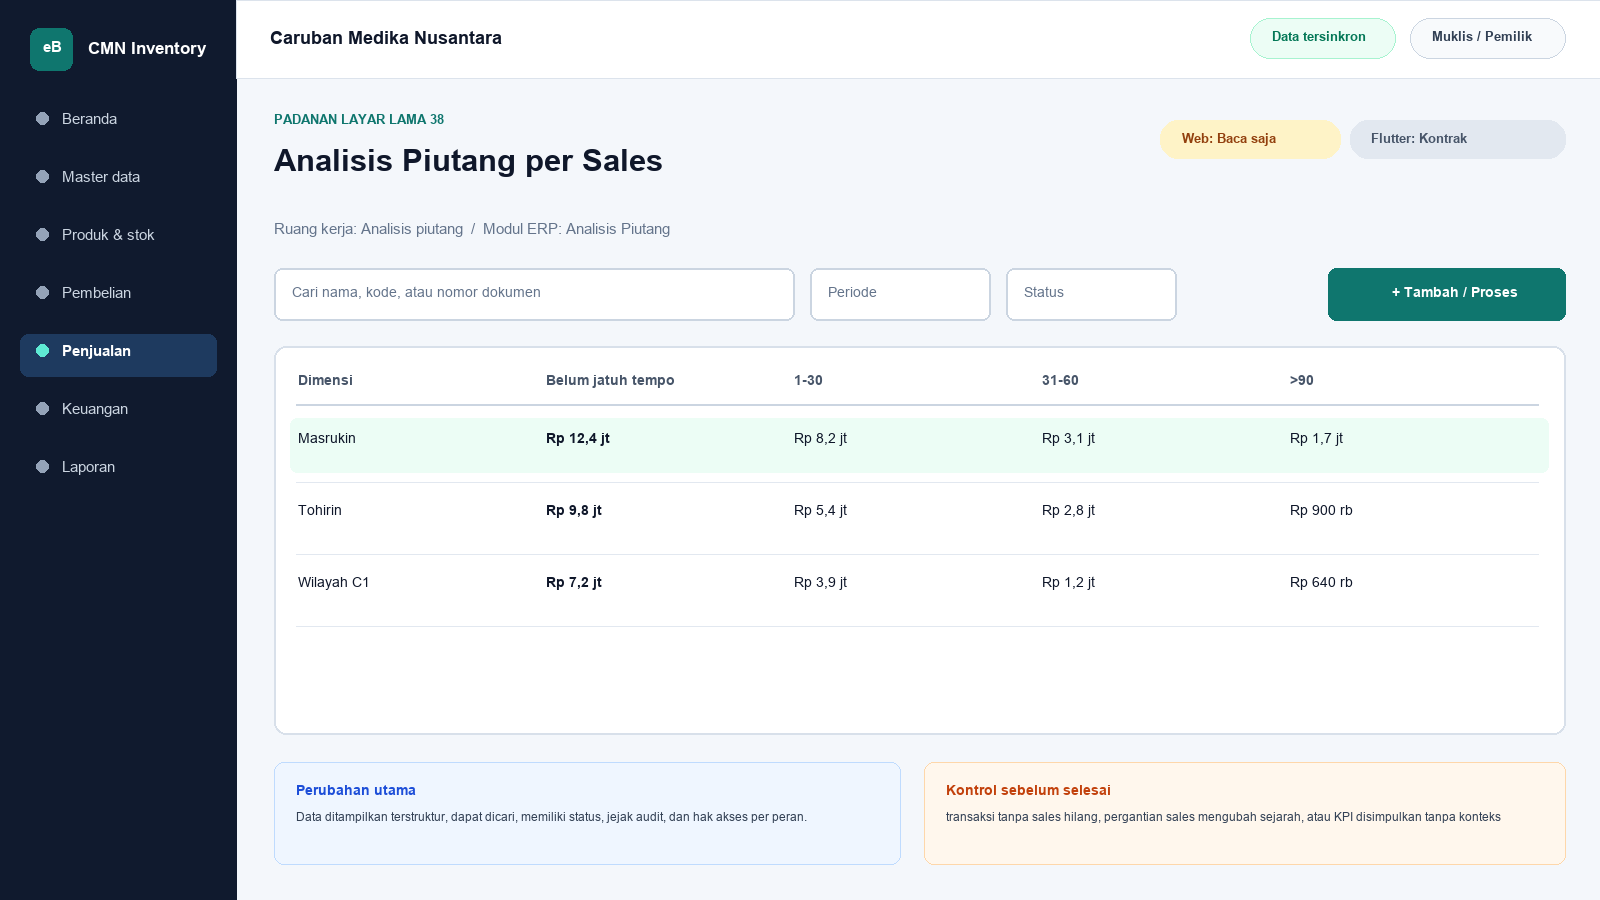 eB
CMN Inventory
Beranda
Master data
Produk & stok
Pembelian
Penjualan
Keuangan
Laporan
Caruban Medika Nusantara
Data tersinkron
Muklis / Pemilik
PADANAN LAYAR LAMA 38
Analisis Piutang per Sales
Web: Baca saja
Flutter: Kontrak
Ruang kerja: Analisis piutang / Modul ERP: Analisis Piutang
Cari nama, kode, atau nomor dokumen
Periode
Status
+ Tambah / Proses
Dimensi Belum jatuh tempo 1-30 31-60 >90
Masrukin Rp 12,4 jt Rp 8,2 jt Rp 3,1 jt Rp 1,7 jt
Tohirin Rp 9,8 jt Rp 5,4 jt Rp 2,8 jt Rp 900 rb
Wilayah C1 Rp 7,2 jt Rp 3,9 jt Rp 1,2 jt Rp 640 rb
Perubahan utama
Data ditampilkan terstruktur, dapat dicari, memiliki status, jejak audit, dan hak akses per peran.
Kontrol sebelum selesai
transaksi tanpa sales hilang, pergantian sales mengubah sejarah, atau KPI disimpulkan tanpa konteks